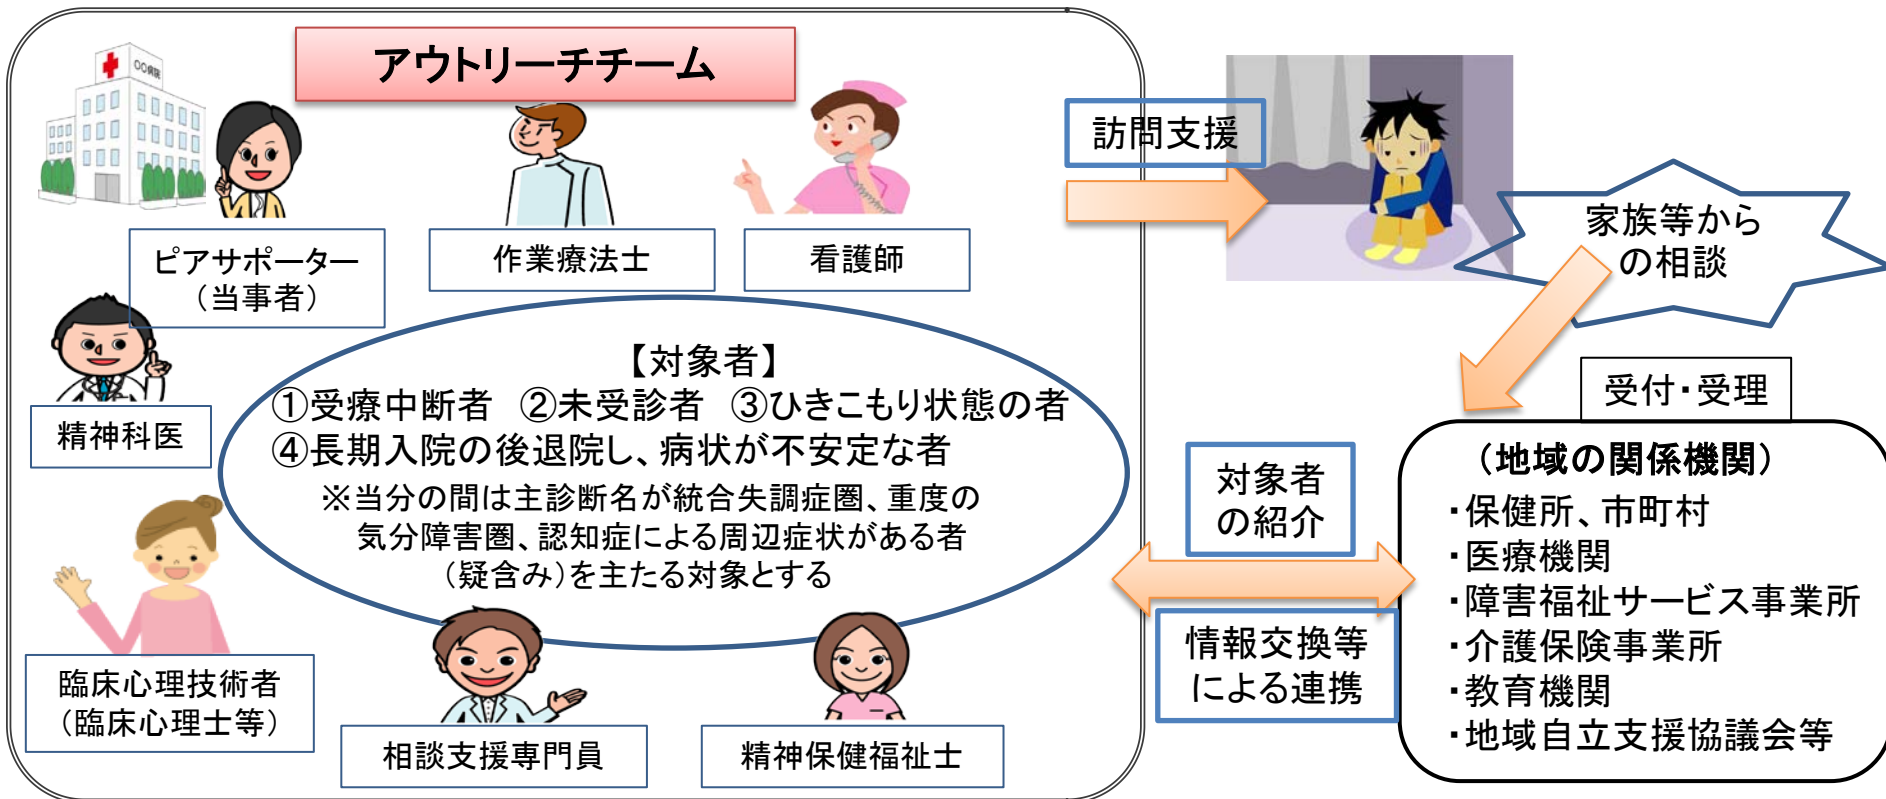 アウトリーチチーム
〇〇病院
ピアサポーター
（当事者）
作業療法士
看護師
精神科医
【対象者】
①受療中断者 ②未受診者 ③ひきこもり状態の者
④長期入院の後退院し、病状が不安定な者
※当分の間は主診断名が統合失調症圏、重度の
気分障害圏、認知症による周辺症状がある者
（疑含み）を主たる対象とする
臨床心理技術者
（臨床心理士等）
相談支援専門員
精神保健福祉士
訪問支援
家族等から
の相談
受付・受理
対象者
の紹介
情報交換等
による連携
（地域の関係機関）
・保健所、市町村
・医療機関
・障害福祉サービス事業所
・介護保険事業所
・教育機関
・地域自立支援協議会等